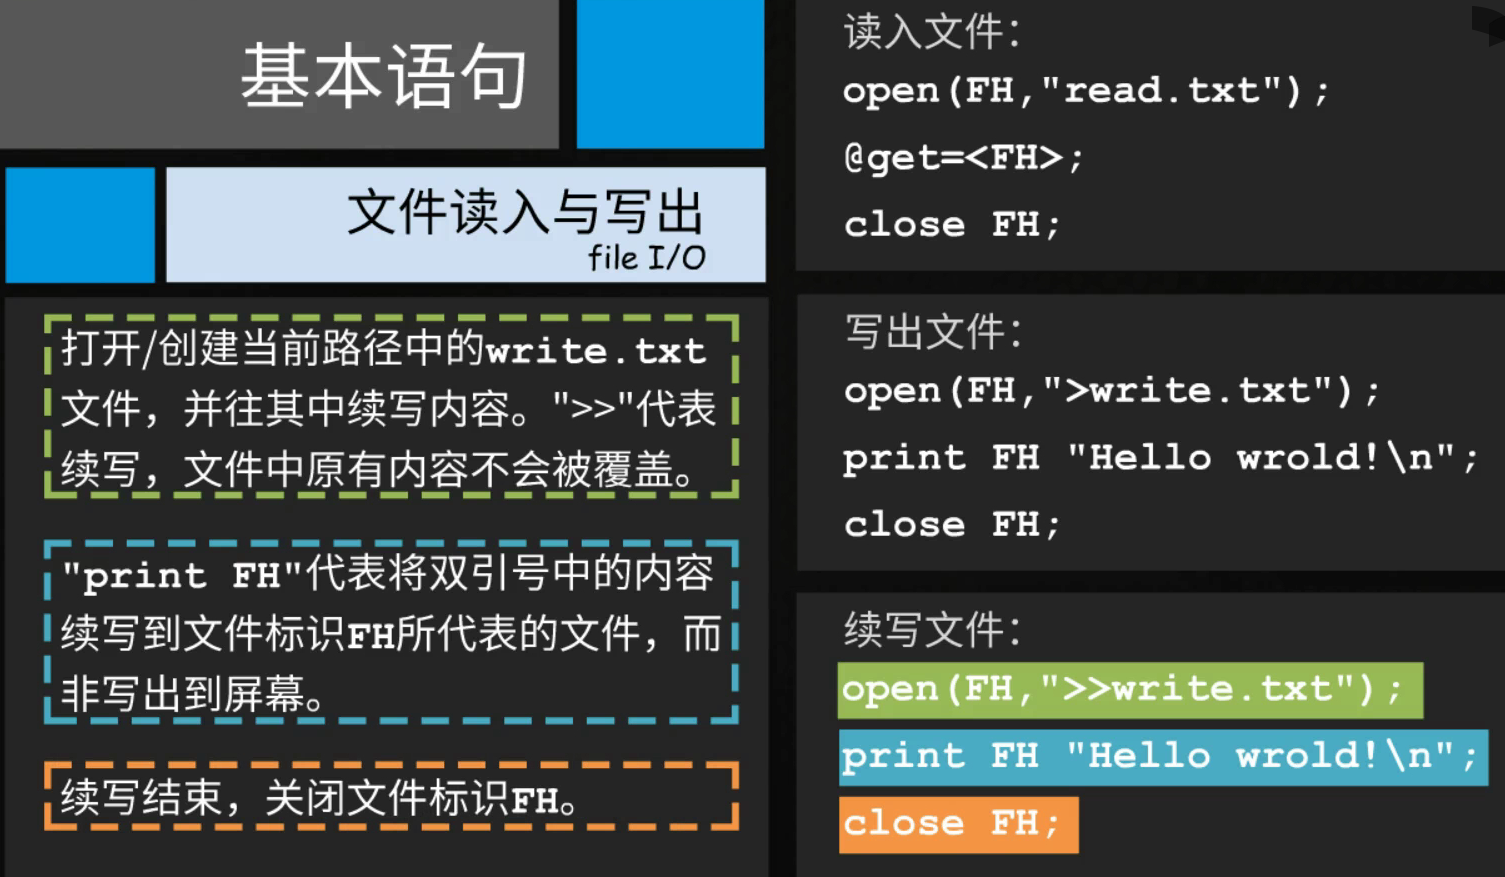 基本语句
文件读入与写出
file I/O
打开/创建当前路径中的write.txt
文件，并往其中续写内容。">>"代表
续写，文件中原有内容不会被覆盖。
"print FH"代表将双引号中的内容
续写到文件标识FH所代表的文件，而
非写出到屏幕。
续写结束，关闭文件标识FH。
读入文件：
open(FH,"read.txt");
@get=<FH>;
close FH;
写出文件：
open(FH,">write.txt");
print FH "Hello wrold!\n";
close FH;
续写文件：
open(FH,">>write.txt");
print FH "Hello wrold!\n";
close FH;